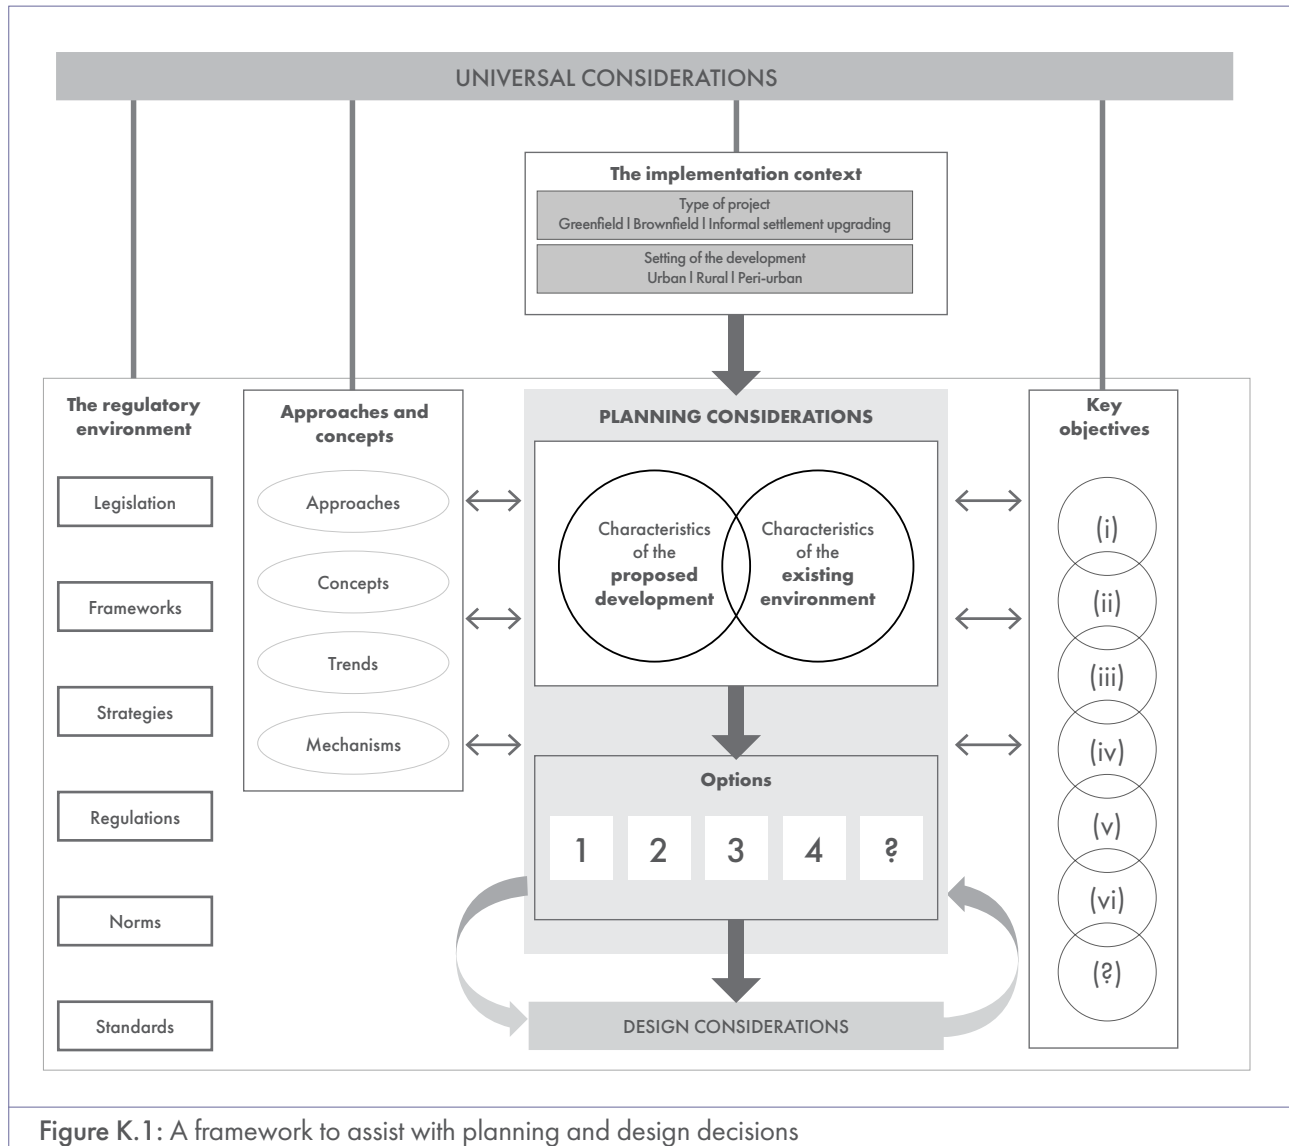 UNIVERSAL CONSIDERATIONS
The implementation context
Type of project
Greenfield | Brownfield | Informal settlement upgrading
Setting of the development
Urban | Rural | Peri-urban
The regulatory
environment
Legislation
Frameworks
Strategies
Regulations
Norms
Standards
Approaches and
concepts
Approaches
Concepts
Trends
Mechanisms
PLANNING CONSIDERATIONS
Characteristics
of the
proposed
development
Characteristics
of the
existing
environment
Options
1 2 3 4 ?
DESIGN CONSIDERATIONS
Key
objectives
(i)
(ii)
(iii)
(iv)
(v)
(vi)
(?)
Figure K.1: A framework to assist with planning and design decisions